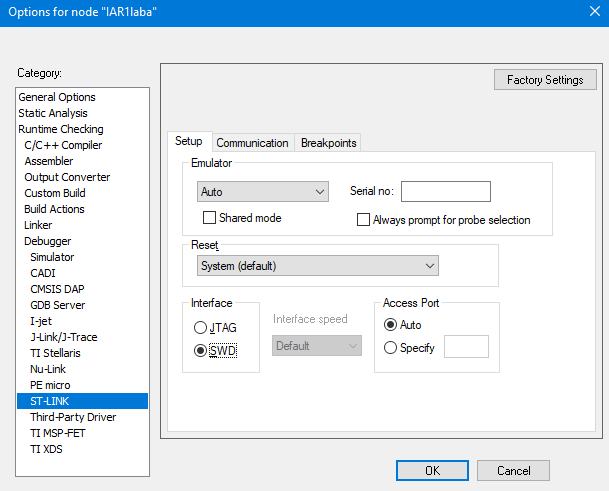 Options for node "IAR1laba"
Category:
General Options
Static Analysis
Runtime Checking
C/C++ Compiler
Assembler
Output Converter
Custom Build
Build Actions
Linker
Debugger
Simulator
CADI
CMSIS DAP
GDB Server
I-jet
J-Link/J-Trace
TI Stellaris
Nu-Link
PE micro
ST-LINK
Third-Party Driver
TI MSP-FET
TI XDS
Factory Settings
Setup Communication Breakpoints
Emulator
Auto Serial no:
Shared mode Always prompt for probe selection
Reset
System (default)
Interface
JTAG
SWD
Interface speed
Default
Access Port
Auto
Specify
OK Cancel